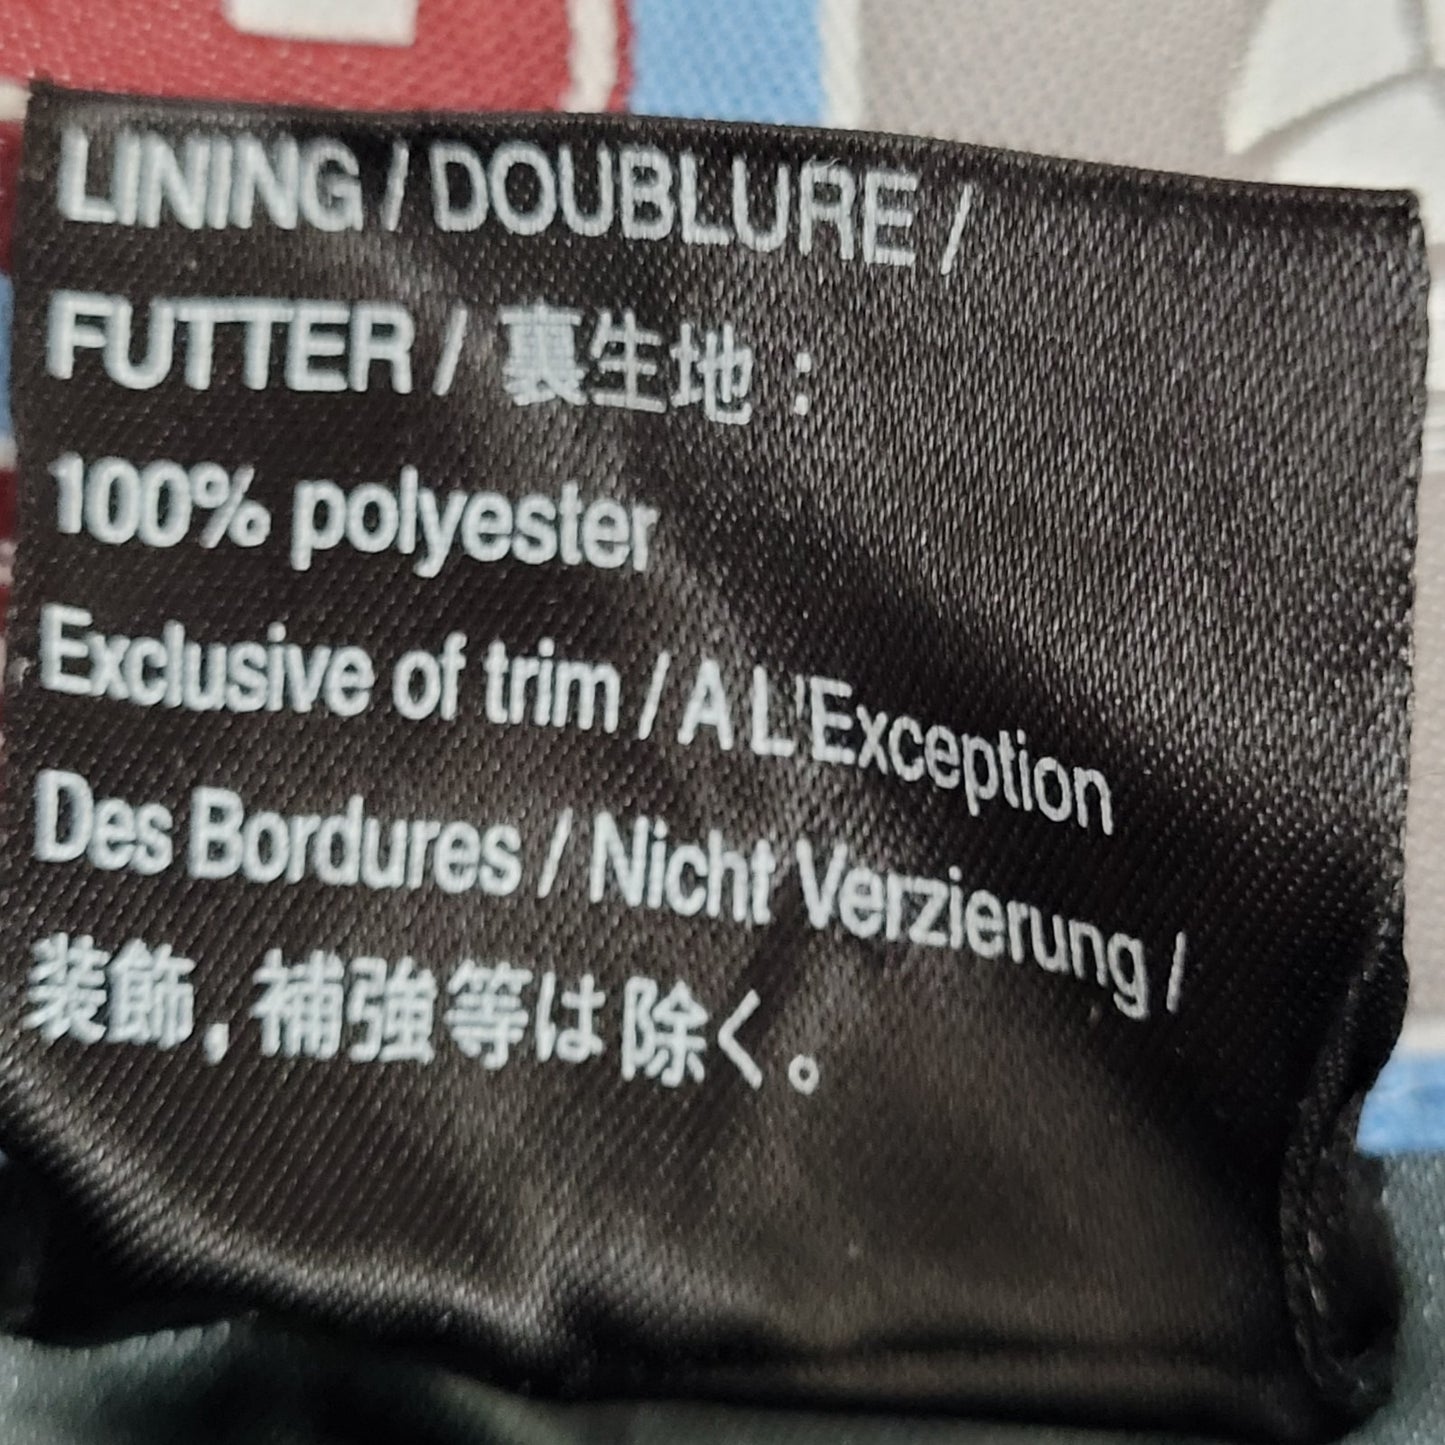 LINING / DOUBLURE /
FUTTER / 裏生地 :
100% polyester
Exclusive of trim / A L'Exception
Des Bordures / Nicht Verzierung /
装飾, 補強等は除く。